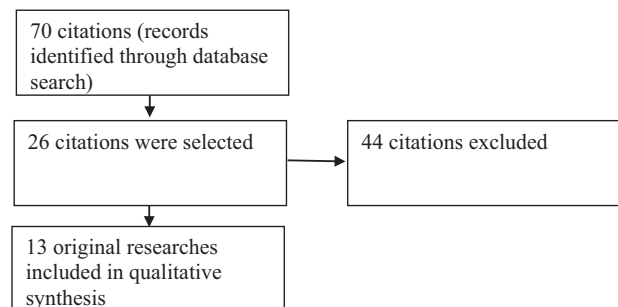 70 citations (records
identified through database
search)
26 citations were selected
44 citations excluded
13 original researches
included in qualitative
synthesis